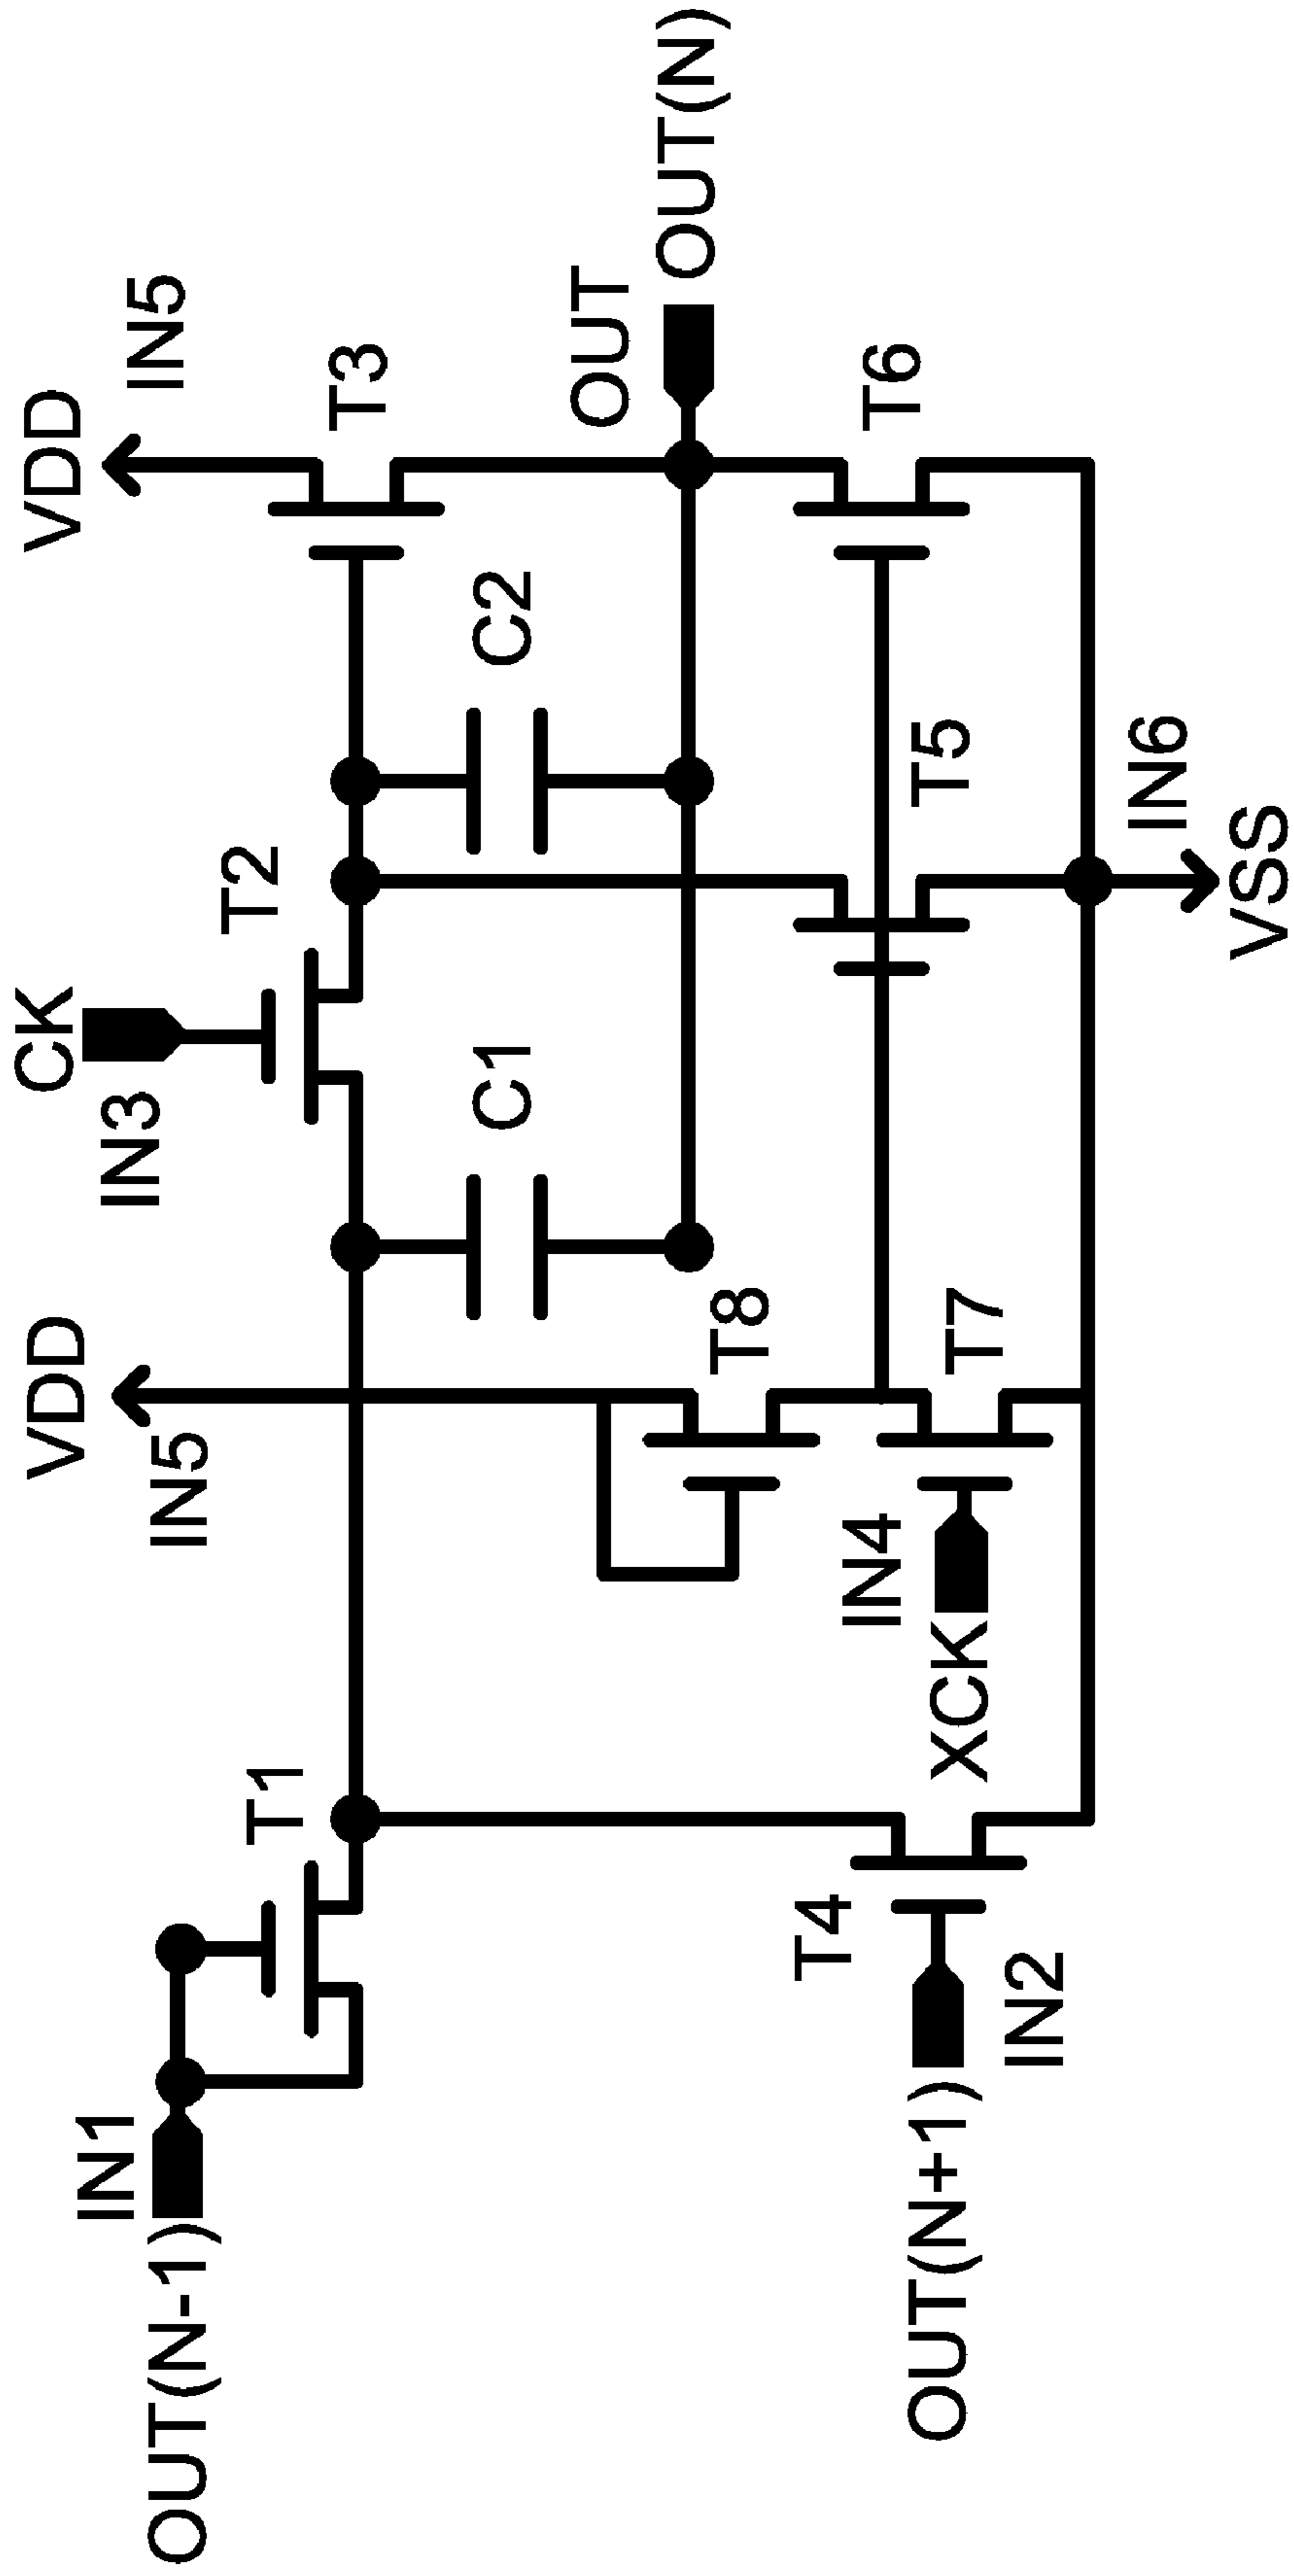 VDD
IN5
CK
IN3
VDD
IN5
T3
T2
T1
IN1
OUT(N-1)
C1
C2
OUT
OUT(N)
T8
T5
T6
T7
IN4
XCK
T4
OUT(N+1)
IN2
IN6
VSS